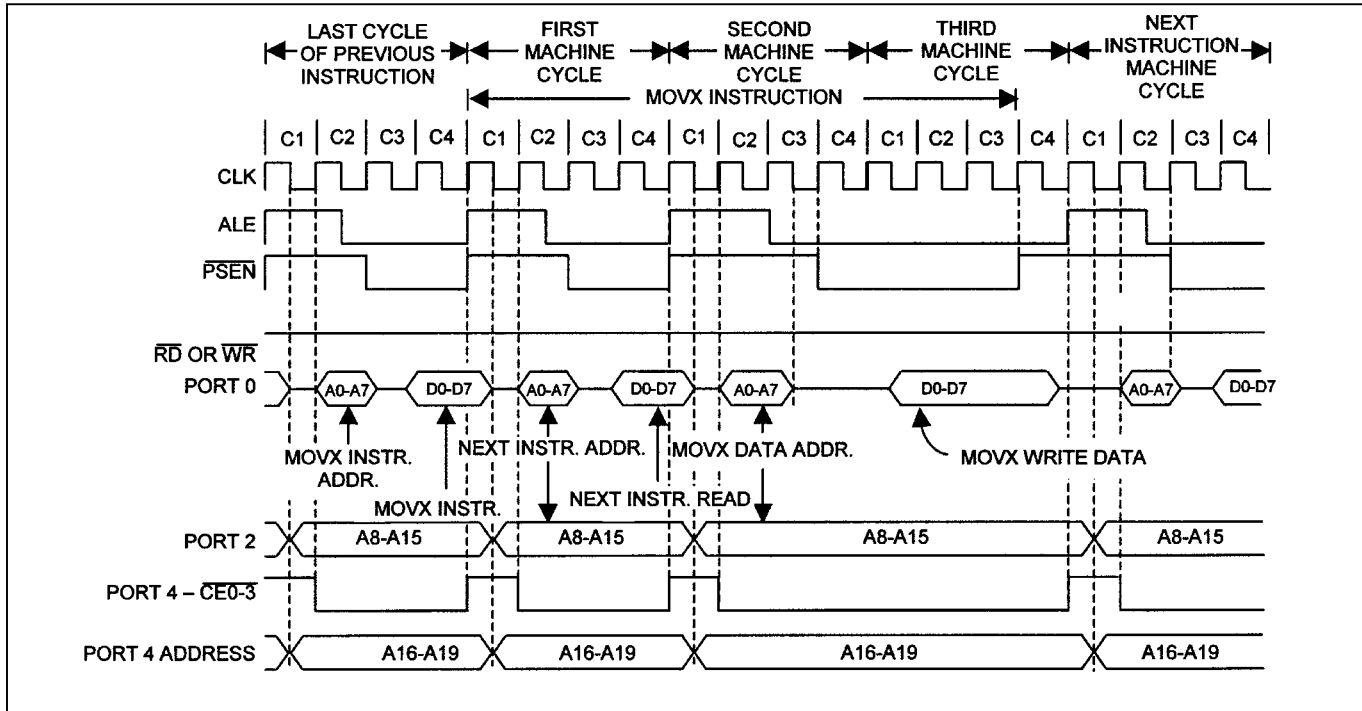 LAST CYCLE
OF PREVIOUS
INSTRUCTION
FIRST
MACHINE
CYCLE
SECOND
MACHINE
CYCLE
THIRD
MACHINE
CYCLE
NEXT
INSTRUCTION
MACHINE
CYCLE
MOVX INSTRUCTION
C1 C2 C3 C4 C1 C2 C3 C4 C1 C2 C3 C4 C1 C2 C3 C4 C1 C2 C3 C4
CLK
ALE
PSEN
RD OR WR
PORT 0
A0-A7 D0-D7 A0-A7 D0-D7 A0-A7 D0-D7 A0-A7 D0-D7
MOVX INSTR.
ADDR.
NEXT INSTR. ADDR.
MOVX DATA ADDR.
MOVX WRITE DATA
MOVX INSTR.
NEXT INSTR. READ
PORT 2 A8-A15 A8-A15 A8-A15 A8-A15
PORT 4 – CE0-3
PORT 4 ADDRESS A16-A19 A16-A19 A16-A19 A16-A19